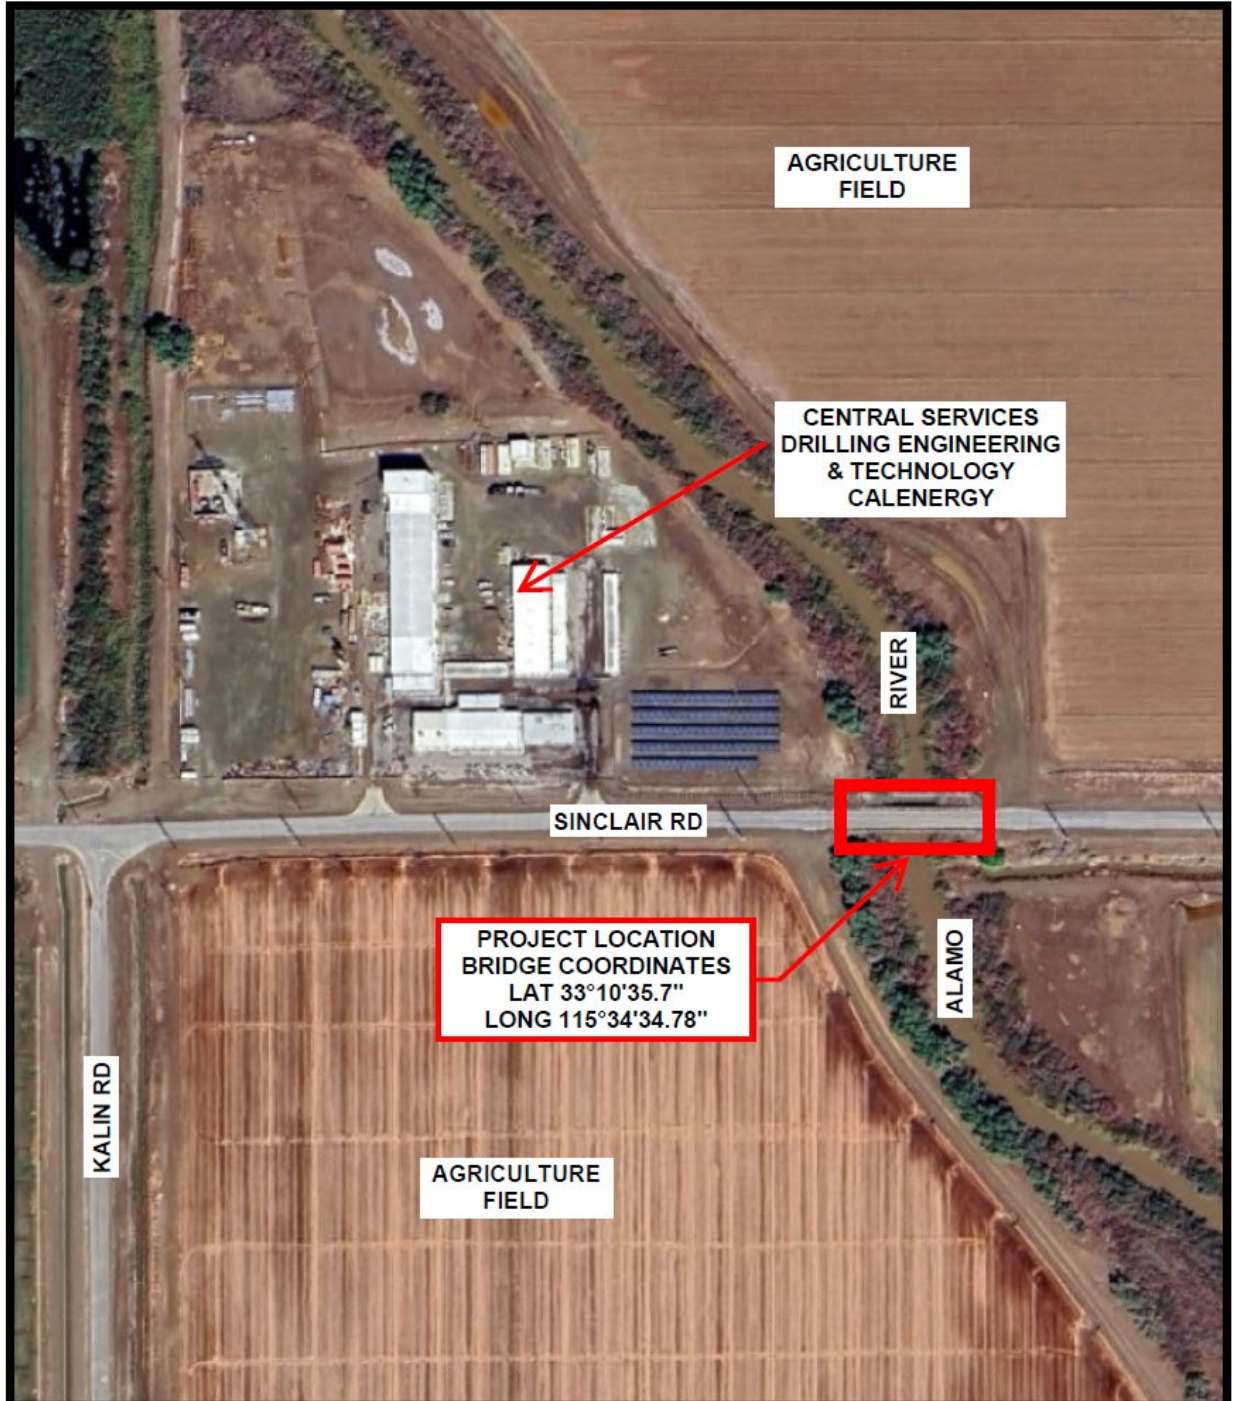 AGRICULTURE
FIELD
CENTRAL SERVICES
DRILLING ENGINEERING
& TECHNOLOGY
CALENERGY
RIVER
SINCLAIR RD
PROJECT LOCATION
BRIDGE COORDINATES
LAT 33°10'35.7"
LONG 115°34'34.78"
ALAMO
KALIN RD
AGRICULTURE
FIELD